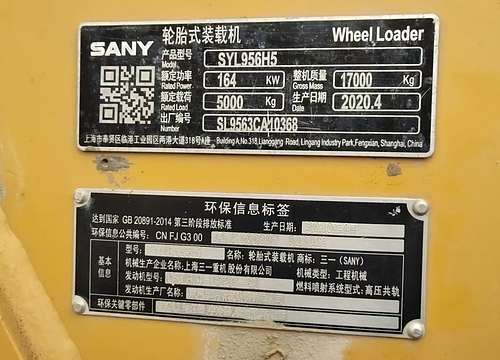 SANY 轮胎式装载机 Wheel Loader
产品型号 Model SYL956H5
额定功率 Rated Power 164 KW 整机质量 Gross Mass 17000 Kg
额定载荷 Rated Load 5000 Kg 生产日期 Date 2020.4
出厂编号 Number SL9563CA10368
上海市奉贤区临港工业园区两港大道318号A座 Building A,No.318 Lianggang Road, Lingang Industry Park,Fengxian, Shanghai, China
环保信息标签
达到国家 GB 20891-2014 第三阶段排放标准 生产日期:
环保信息公开编号: CN FJ G3 00
基本信息
型号: 名称: 轮胎式装载机 商标: 三一(SANY)
机械生产企业名称:上海三一重机股份有限公司 机械类型: 工程机械
发动机型号: 燃料喷射系统型式: 高压共轨
发动机生产厂名称:
环保关键零部件